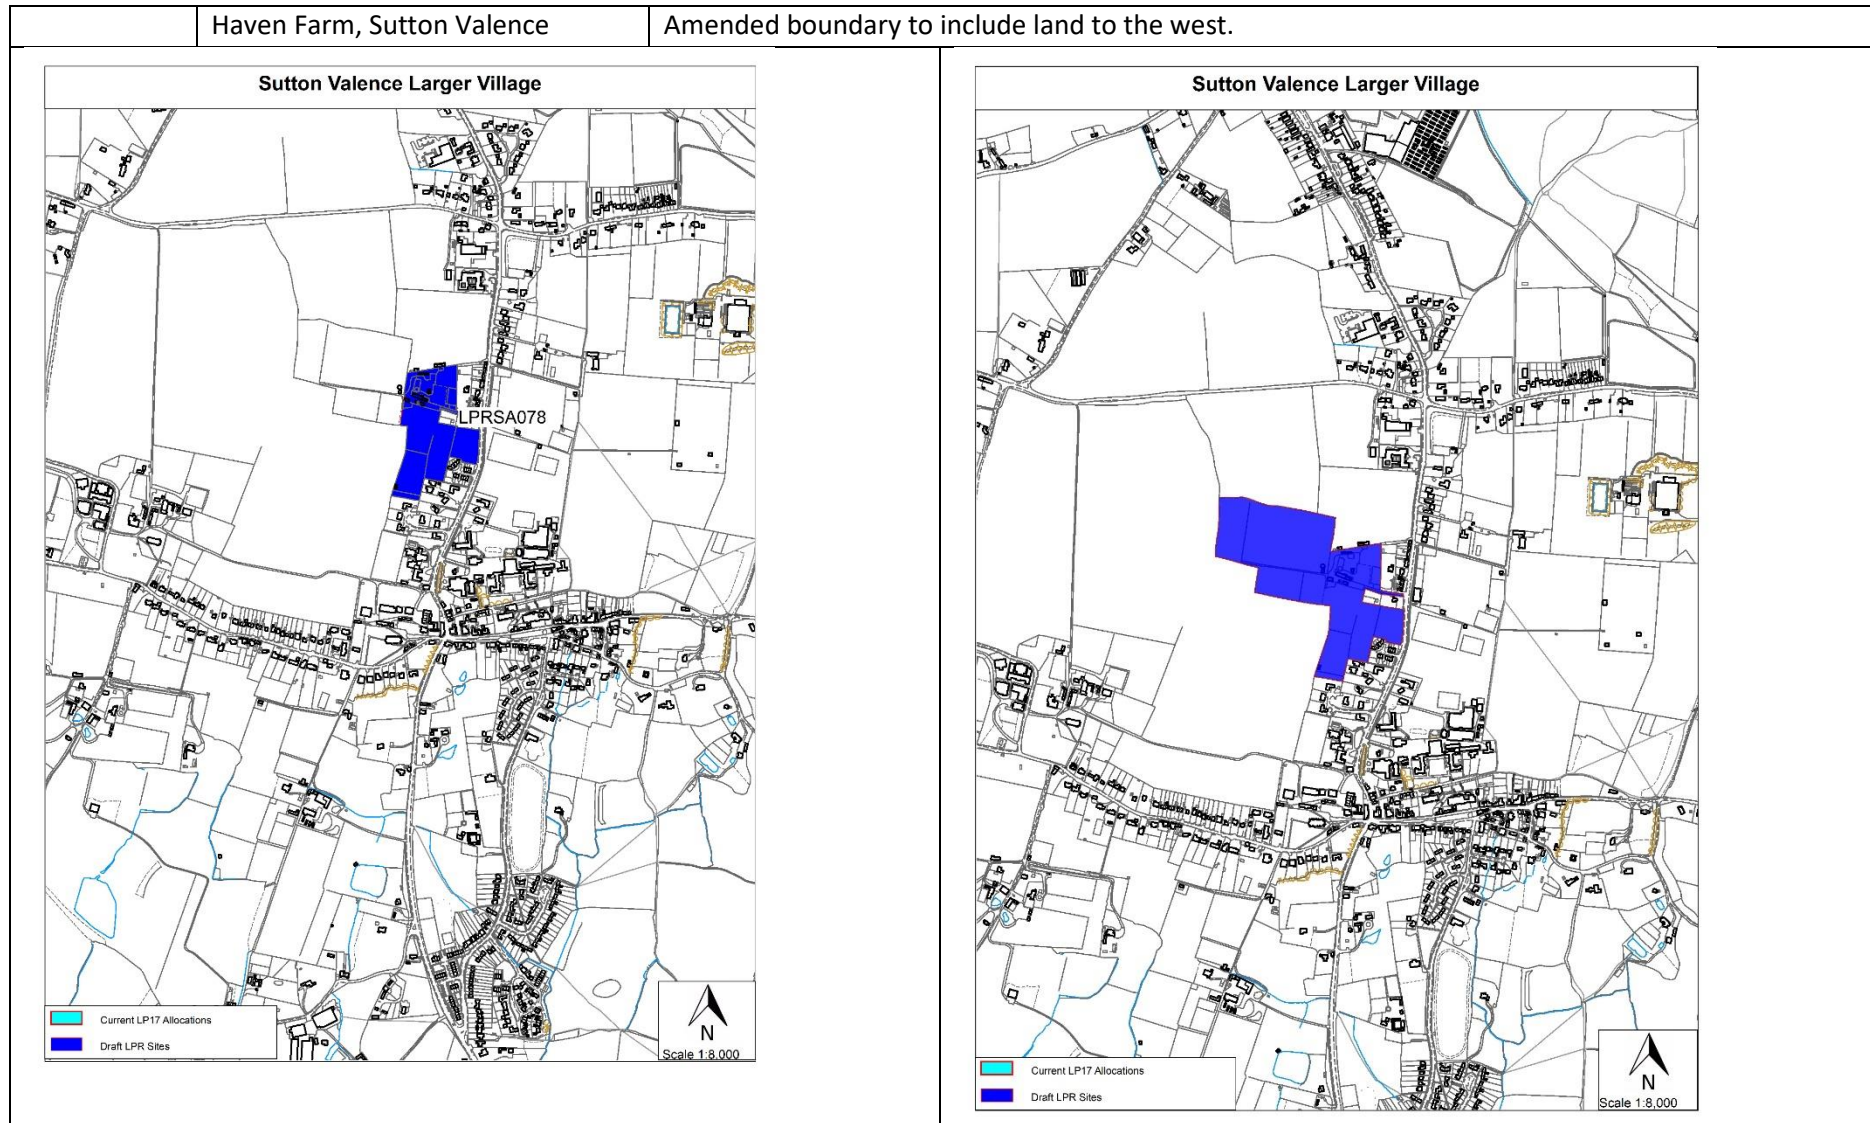 Haven Farm, Sutton Valence
Amended boundary to include land to the west.
Sutton Valence Larger Village
LPRSA078
Current LP17 Allocations
Draft LPR Sites
N
Scale 1:8,000
Sutton Valence Larger Village
Current LP17 Allocations
Draft LPR Sites
N
Scale 1:8,000